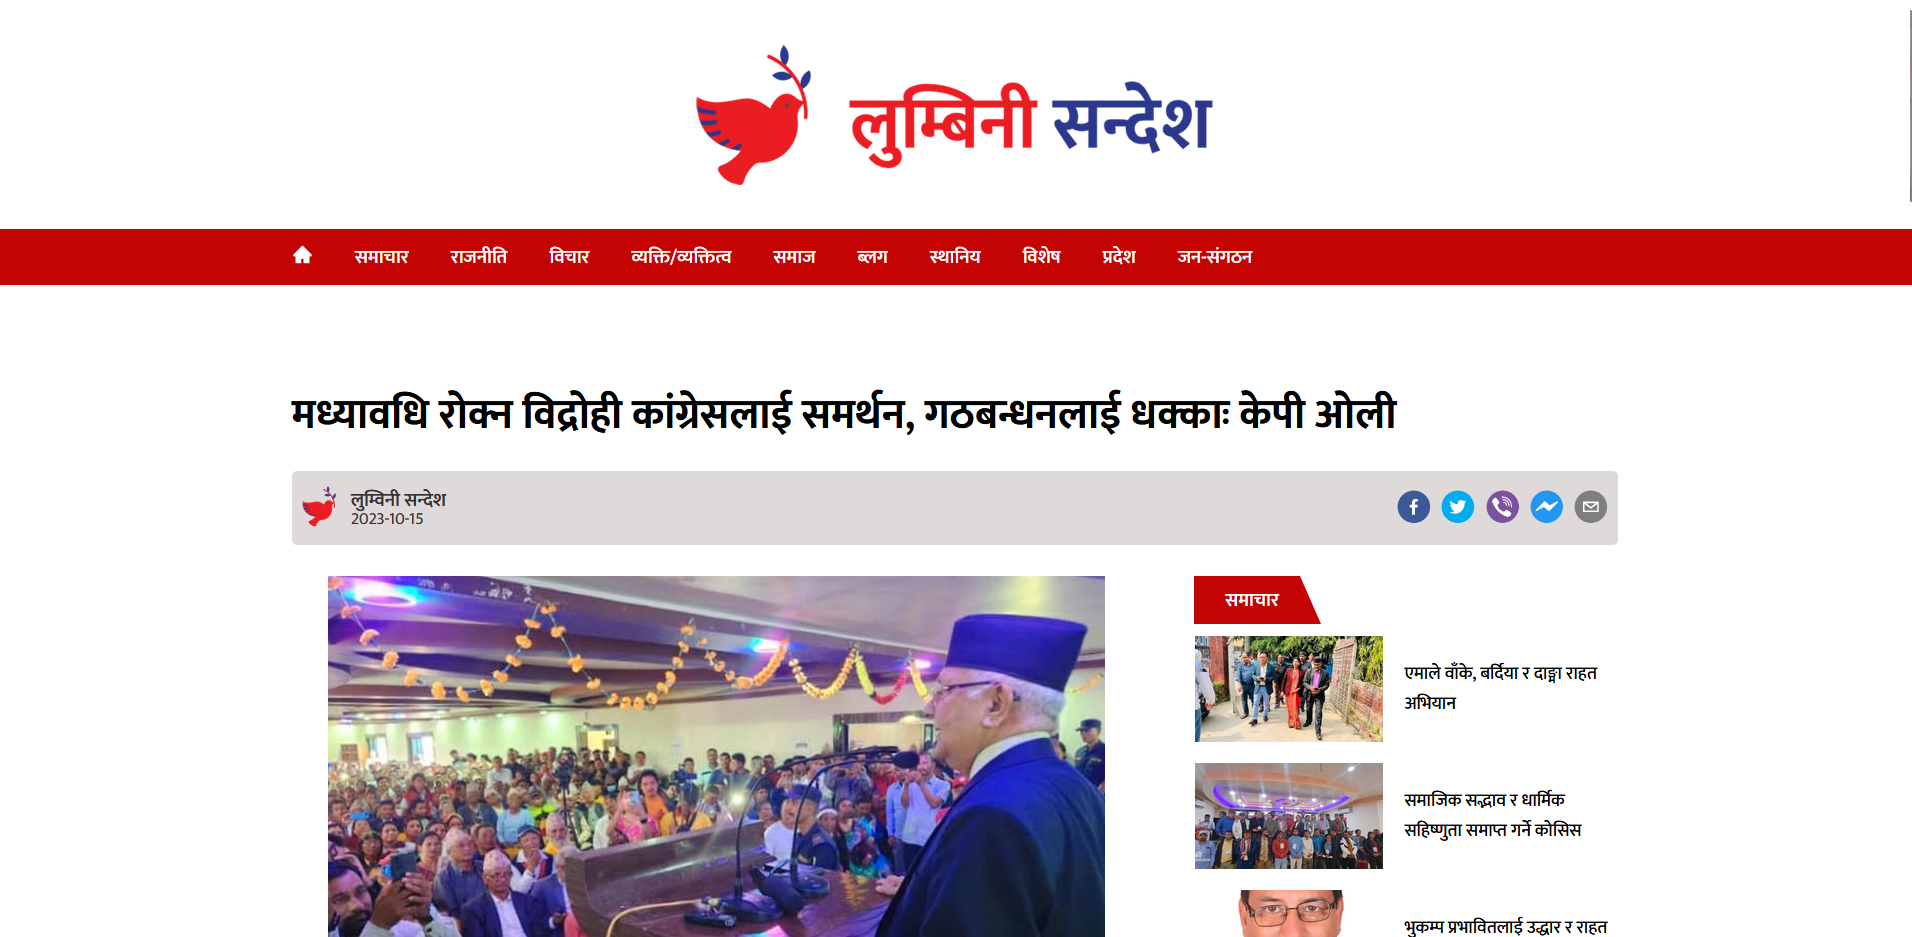 लुम्बिनी सन्देश
समाचार राजनीति विचार व्यक्ति/व्यक्तित्व समाज ब्लग स्थानिय विशेष प्रदेश जन-संगठन
मध्यावधि रोक्न विद्रोही कांग्रेसलाई समर्थन, गठबन्धनलाई धक्काः केपी ओली
लुम्विनी सन्देश
2023-10-15
समाचार
एमाले वाँके, बर्दिया र दाङ्मा राहत
अभियान
समाजिक सद्भाव र धार्मिक
सहिष्णुता समाप्त गर्ने कोसिस
भुकम्प प्रभावितलाई उद्धार र राहत